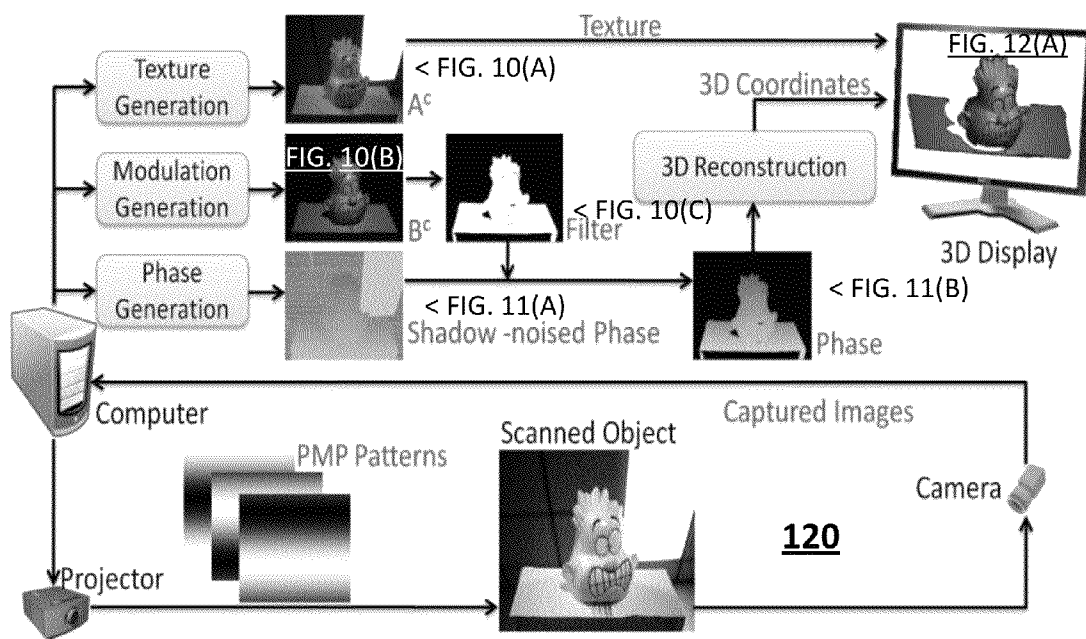 Texture
Texture
Generation
< FIG. 10(A)
A^c
FIG. 12(A)
3D Coordinates
Modulation
Generation
FIG. 10(B)
B^c
< FIG. 10(C)
Filter
3D Reconstruction
3D Display
Phase
Generation
< FIG. 11(A)
Shadow -noised Phase
< FIG. 11(B)
Phase
Computer
Captured Images
PMP Patterns
Scanned Object
Camera
120
Projector